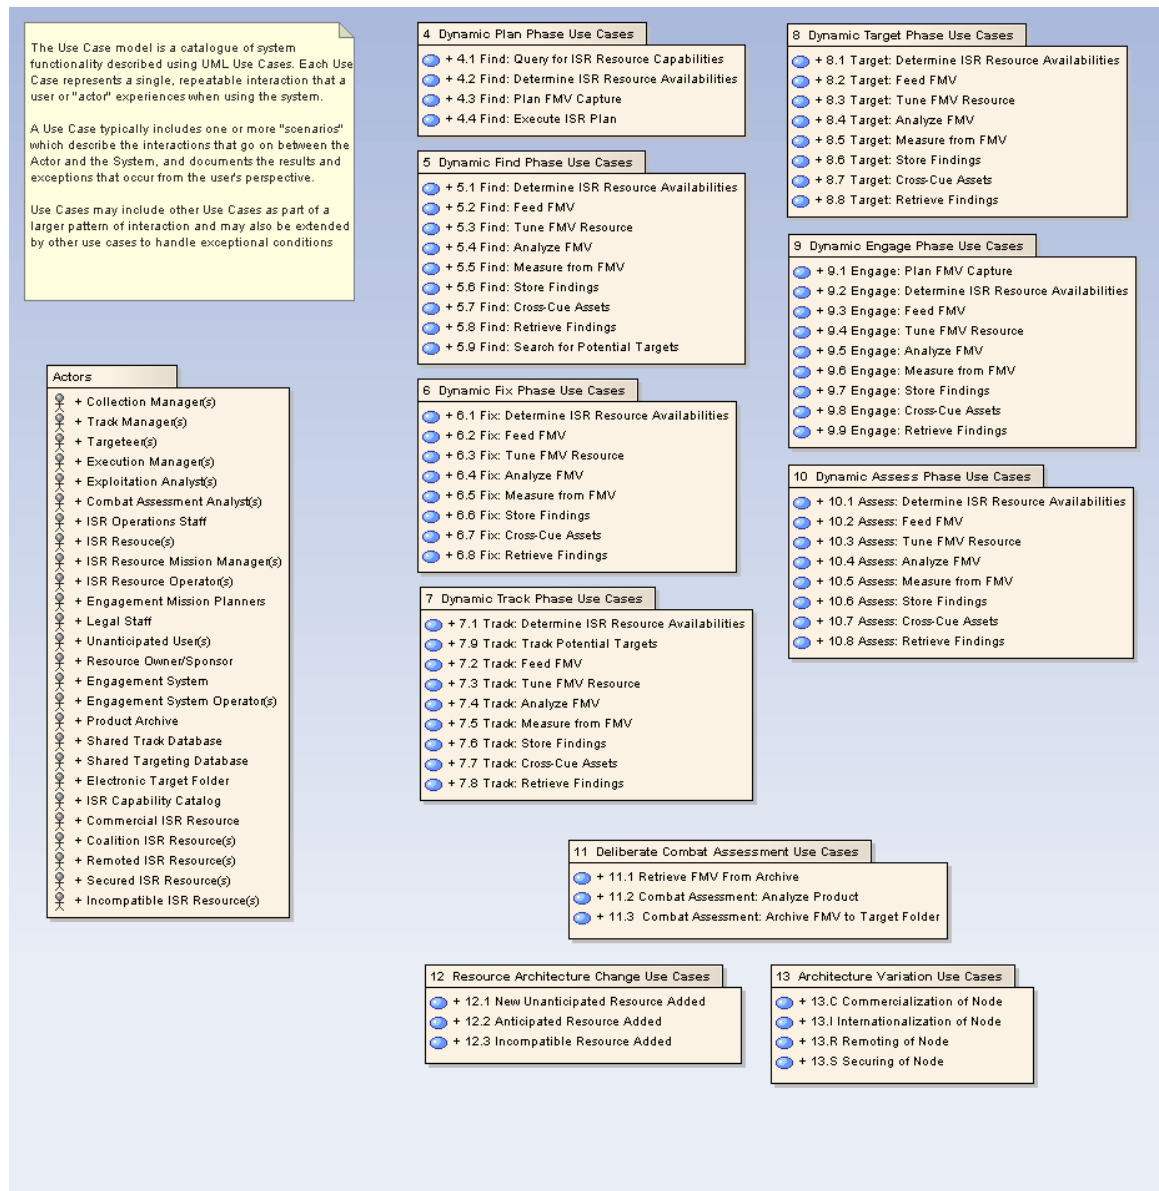 The Use Case model is a catalogue of system
functionality described using UML Use Cases. Each Use
Case represents a single, repeatable interaction that a
user or "actor" experiences when using the system.
A Use Case typically includes one or more "scenarios"
which describe the interactions that go on between the
Actor and the System, and documents the results and
exceptions that occur from the user's perspective.
Use Cases may include other Use Cases as part of a
larger pattern of interaction and may also be extended
by other use cases to handle exceptional conditions
Actors
+ Collection Manager(s)
+ Track Manager(s)
+ Targeteer(s)
+ Execution Manager(s)
+ Exploitation Analyst(s)
+ Combat Assessment Analyst(s)
+ ISR Operations Staff
+ ISR Resouce(s)
+ ISR Resource Mission Manager(s)
+ ISR Resource Operator(s)
+ Engagement Mission Planners
+ Legal Staff
+ Unanticipated User(s)
+ Resource Owner/Sponsor
+ Engagement System
+ Engagement System Operator(s)
+ Product Archive
+ Shared Track Database
+ Shared Targeting Database
+ Electronic Target Folder
+ ISR Capability Catalog
+ Commercial ISR Resource
+ Coalition ISR Resource(s)
+ Remoted ISR Resource(s)
+ Secured ISR Resource(s)
+ Incompatible ISR Resource(s)
4 Dynamic Plan Phase Use Cases
+ 4.1 Find: Query for ISR Resource Capabilities
+ 4.2 Find: Determine ISR Resource Availabilities
+ 4.3 Find: Plan FMV Capture
+ 4.4 Find: Execute ISR Plan
5 Dynamic Find Phase Use Cases
+ 5.1 Find: Determine ISR Resource Availabilities
+ 5.2 Find: Feed FMV
+ 5.3 Find: Tune FMV Resource
+ 5.4 Find: Analyze FMV
+ 5.5 Find: Measure from FMV
+ 5.6 Find: Store Findings
+ 5.7 Find: Cross-Cue Assets
+ 5.8 Find: Retrieve Findings
+ 5.9 Find: Search for Potential Targets
6 Dynamic Fix Phase Use Cases
+ 6.1 Fix: Determine ISR Resource Availabilities
+ 6.2 Fix: Feed FMV
+ 6.3 Fix: Tune FMV Resource
+ 6.4 Fix: Analyze FMV
+ 6.5 Fix: Measure from FMV
+ 6.6 Fix: Store Findings
+ 6.7 Fix: Cross-Cue Assets
+ 6.8 Fix: Retrieve Findings
7 Dynamic Track Phase Use Cases
+ 7.1 Track: Determine ISR Resource Availabilities
+ 7.9 Track: Track Potential Targets
+ 7.2 Track: Feed FMV
+ 7.3 Track: Tune FMV Resource
+ 7.4 Track: Analyze FMV
+ 7.5 Track: Measure from FMV
+ 7.6 Track: Store Findings
+ 7.7 Track: Cross-Cue Assets
+ 7.8 Track: Retrieve Findings
8 Dynamic Target Phase Use Cases
+ 8.1 Target: Determine ISR Resource Availabilities
+ 8.2 Target: Feed FMV
+ 8.3 Target: Tune FMV Resource
+ 8.4 Target: Analyze FMV
+ 8.5 Target: Measure from FMV
+ 8.6 Target: Store Findings
+ 8.7 Target: Cross-Cue Assets
+ 8.8 Target: Retrieve Findings
9 Dynamic Engage Phase Use Cases
+ 9.1 Engage: Plan FMV Capture
+ 9.2 Engage: Determine ISR Resource Availabilities
+ 9.3 Engage: Feed FMV
+ 9.4 Engage: Tune FMV Resource
+ 9.5 Engage: Analyze FMV
+ 9.6 Engage: Measure from FMV
+ 9.7 Engage: Store Findings
+ 9.8 Engage: Cross-Cue Assets
+ 9.9 Engage: Retrieve Findings
10 Dynamic Assess Phase Use Cases
+ 10.1 Assess: Determine ISR Resource Availabilities
+ 10.2 Assess: Feed FMV
+ 10.3 Assess: Tune FMV Resource
+ 10.4 Assess: Analyze FMV
+ 10.5 Assess: Measure from FMV
+ 10.6 Assess: Store Findings
+ 10.7 Assess: Cross-Cue Assets
+ 10.8 Assess: Retrieve Findings
11 Deliberate Combat Assessment Use Cases
+ 11.1 Retrieve FMV From Archive
+ 11.2 Combat Assessment: Analyze Product
+ 11.3 Combat Assessment: Archive FMV to Target Folder
12 Resource Architecture Change Use Cases
+ 12.1 New Unanticipated Resource Added
+ 12.2 Anticipated Resource Added
+ 12.3 Incompatible Resource Added
13 Architecture Variation Use Cases
+ 13.C Commercialization of Node
+ 13.I Internationalization of Node
+ 13.R Remoting of Node
+ 13.S Securing of Node